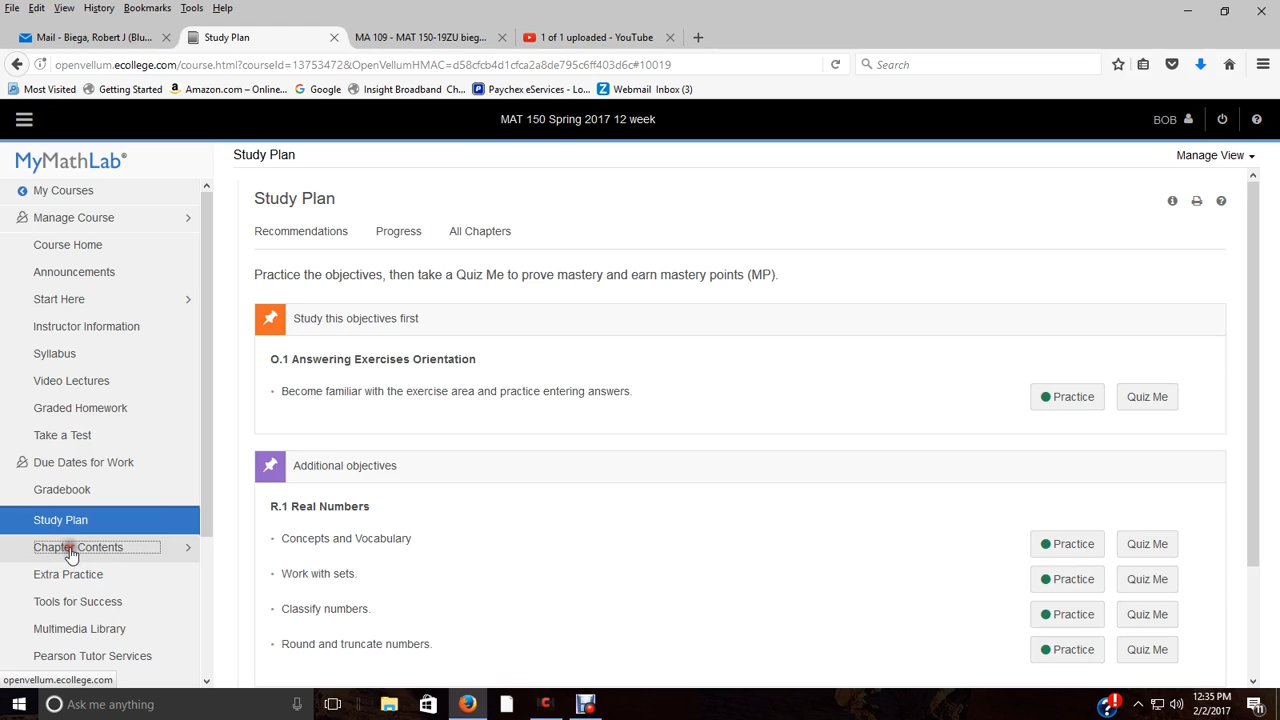 File Edit View History Bookmarks Tools Help
Mail - Biega, Robert J (Blu...
Study Plan
MA 109 - MAT 150-19ZU bieg...
1 of 1 uploaded - YouTube
openvellum.ecollege.com/course.html?courseId=13753472&OpenVellumHMAC=d58cfcb4d1cfca2a8de795c6ff403d6c#10019
Search
Most Visited Getting Started Amazon.com – Online... Google Insight Broadband Ch... Paychex eServices - Lo... Webmail Inbox (3)
MAT 150 Spring 2017 12 week
BOB
MyMathLab®
My Courses
Manage Course
Course Home
Announcements
Start Here
Instructor Information
Syllabus
Video Lectures
Graded Homework
Take a Test
Due Dates for Work
Gradebook
Study Plan
Chapter Contents
Extra Practice
Tools for Success
Multimedia Library
Pearson Tutor Services
openvellum.ecollege.com
Study Plan
Manage View
Study Plan
Recommendations Progress All Chapters
Practice the objectives, then take a Quiz Me to prove mastery and earn mastery points (MP).
Study this objectives first
O.1 Answering Exercises Orientation
Become familiar with the exercise area and practice entering answers. Practice Quiz Me
Additional objectives
R.1 Real Numbers
Concepts and Vocabulary Practice Quiz Me
Work with sets. Practice Quiz Me
Classify numbers. Practice Quiz Me
Round and truncate numbers. Practice Quiz Me
Ask me anything
12:35 PM
2/2/2017